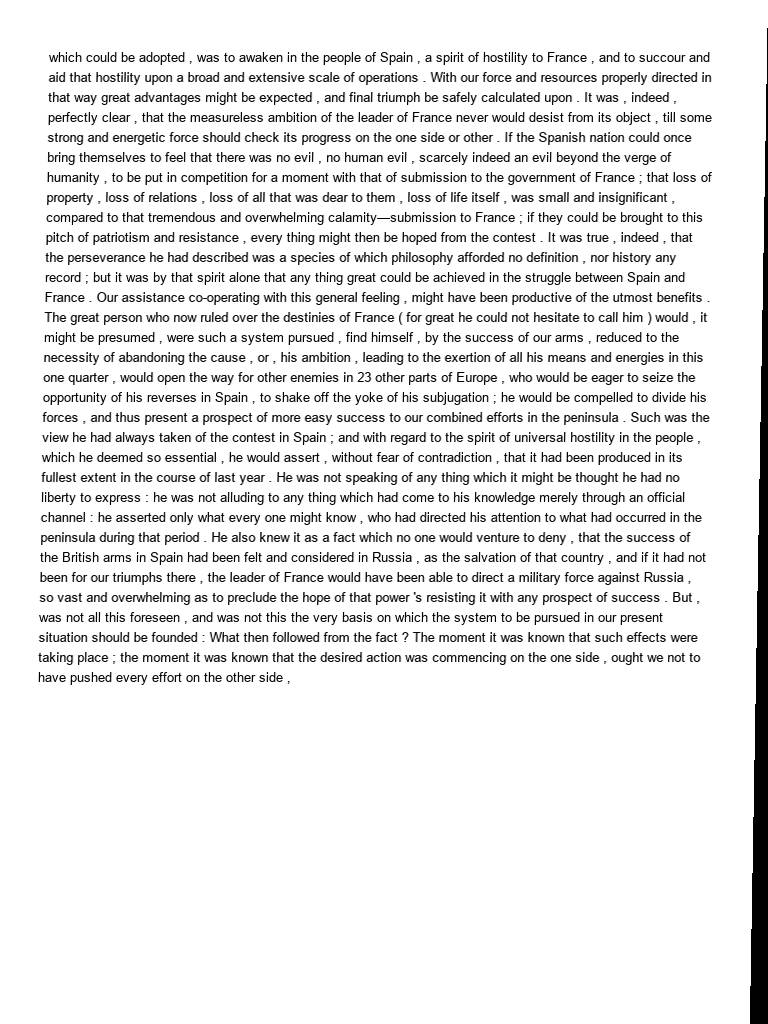 which could be adopted , was to awaken in the people of Spain , a spirit of hostility to France , and to succour and
aid that hostility upon a broad and extensive scale of operations . With our force and resources properly directed in
that way great advantages might be expected , and final triumph be safely calculated upon . It was , indeed ,
perfectly clear , that the measureless ambition of the leader of France never would desist from its object , till some
strong and energetic force should check its progress on the one side or other . If the Spanish nation could once
bring themselves to feel that there was no evil , no human evil , scarcely indeed an evil beyond the verge of
humanity , to be put in competition for a moment with that of submission to the government of France ; that loss of
property , loss of relations , loss of all that was dear to them , loss of life itself , was small and insignificant ,
compared to that tremendous and overwhelming calamity—submission to France ; if they could be brought to this
pitch of patriotism and resistance , every thing might then be hoped from the contest . It was true , indeed , that
the perseverance he had described was a species of which philosophy afforded no definition , nor history any
record ; but it was by that spirit alone that any thing great could be achieved in the struggle between Spain and
France . Our assistance co-operating with this general feeling , might have been productive of the utmost benefits .
The great person who now ruled over the destinies of France ( for great he could not hesitate to call him ) would , it
might be presumed , were such a system pursued , find himself , by the success of our arms , reduced to the
necessity of abandoning the cause , or , his ambition , leading to the exertion of all his means and energies in this
one quarter , would open the way for other enemies in 23 other parts of Europe , who would be eager to seize the
opportunity of his reverses in Spain , to shake off the yoke of his subjugation ; he would be compelled to divide his
forces , and thus present a prospect of more easy success to our combined efforts in the peninsula . Such was the
view he had always taken of the contest in Spain ; and with regard to the spirit of universal hostility in the people ,
which he deemed so essential , he would assert , without fear of contradiction , that it had been produced in its
fullest extent in the course of last year . He was not speaking of any thing which it might be thought he had no
liberty to express : he was not alluding to any thing which had come to his knowledge merely through an official
channel : he asserted only what every one might know , who had directed his attention to what had occurred in the
peninsula during that period . He also knew it as a fact which no one would venture to deny , that the success of
the British arms in Spain had been felt and considered in Russia , as the salvation of that country , and if it had not
been for our triumphs there , the leader of France would have been able to direct a military force against Russia ,
so vast and overwhelming as to preclude the hope of that power 's resisting it with any prospect of success . But ,
was not all this foreseen , and was not this the very basis on which the system to be pursued in our present
situation should be founded : What then followed from the fact ? The moment it was known that such effects were
taking place ; the moment it was known that the desired action was commencing on the one side , ought we not to
have pushed every effort on the other side ,